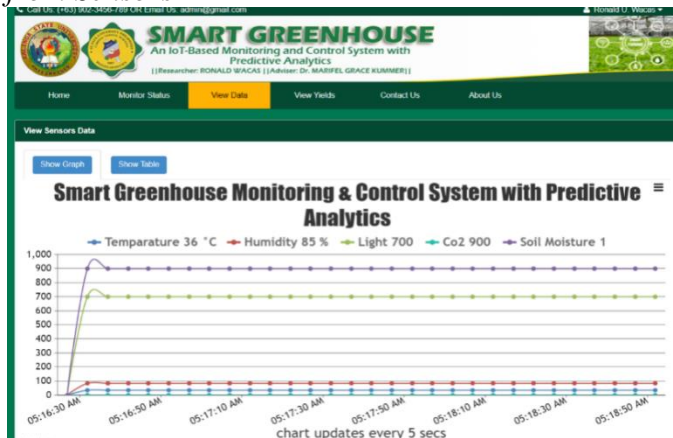 Call Us: (+63) 902-3456-789 OR Email Us: admin@gmail.com
Ronald U. Wacas
SMART GREENHOUSE
An IoT-Based Monitoring and Control System with
Predictive Analytics
||Researcher: RONALD WACAS ||Adviser: Dr. MARIFEL GRACE KUMMER||
Home Monitor Status View Data View Yields Contact Us About Us
View Sensors Data
Show Graph Show Table
Smart Greenhouse Monitoring & Control System with Predictive
Analytics
Temparature 36 °C Humidity 85 % Light 700 Co2 900 Soil Moisture 1
1,000
900
800
700
600
500
400
300
200
100
0
05:16:30 AM 05:16:50 AM 05:17:10 AM 05:17:30 AM 05:17:50 AM 05:18:10 AM 05:18:30 AM 05:18:50 AM
chart updates every 5 secs